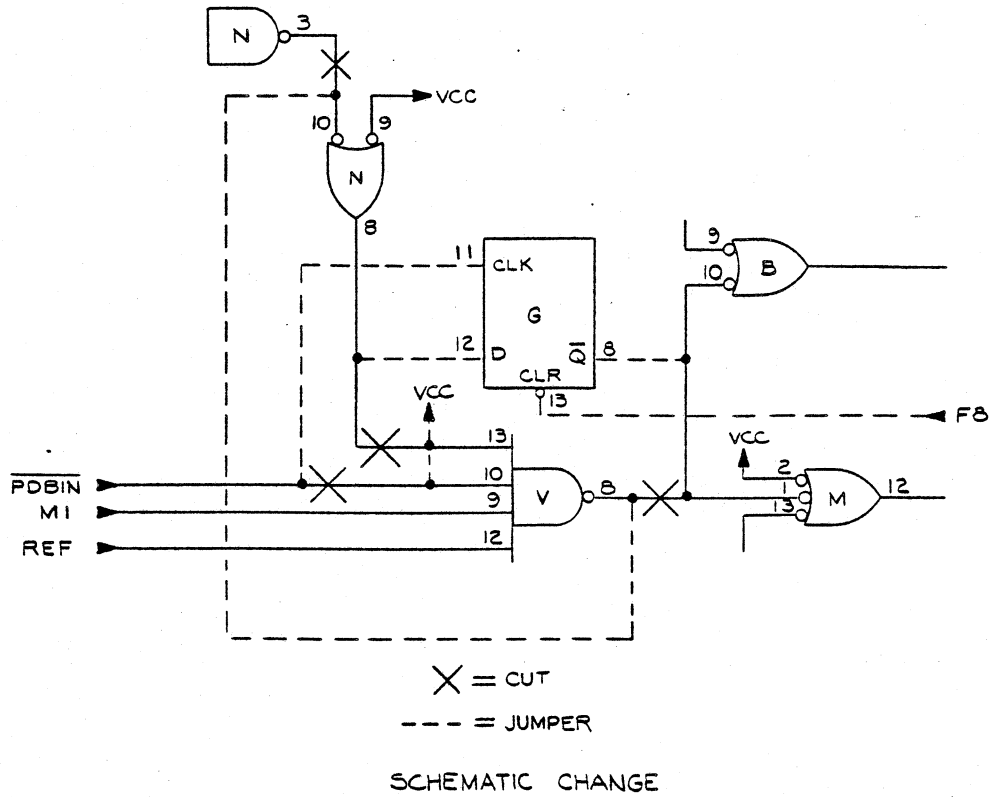 N 3
VCC
10 9
N
8
11 CLK
G
12 D Q̅ 8
CLR
13
9
10 B
F8
VCC
VCC
13
P̅D̅B̅I̅N̅ 10
V 8
M1 9
REF 12
2
1 M 12
13
X = CUT
---- = JUMPER
SCHEMATIC CHANGE